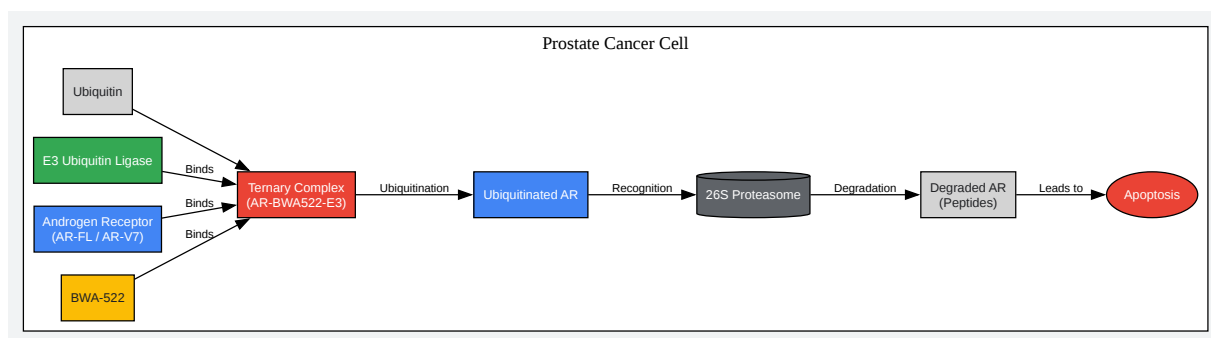 Prostate Cancer Cell
Ubiquitin
E3 Ubiquitin Ligase
Binds
Androgen Receptor
(AR-FL / AR-V7)
Binds
BWA-522
Binds
Ternary Complex
(AR-BWA522-E3)
Ubiquitination
Ubiquitinated AR
Recognition
26S Proteasome
Degradation
Degraded AR
(Peptides)
Leads to
Apoptosis